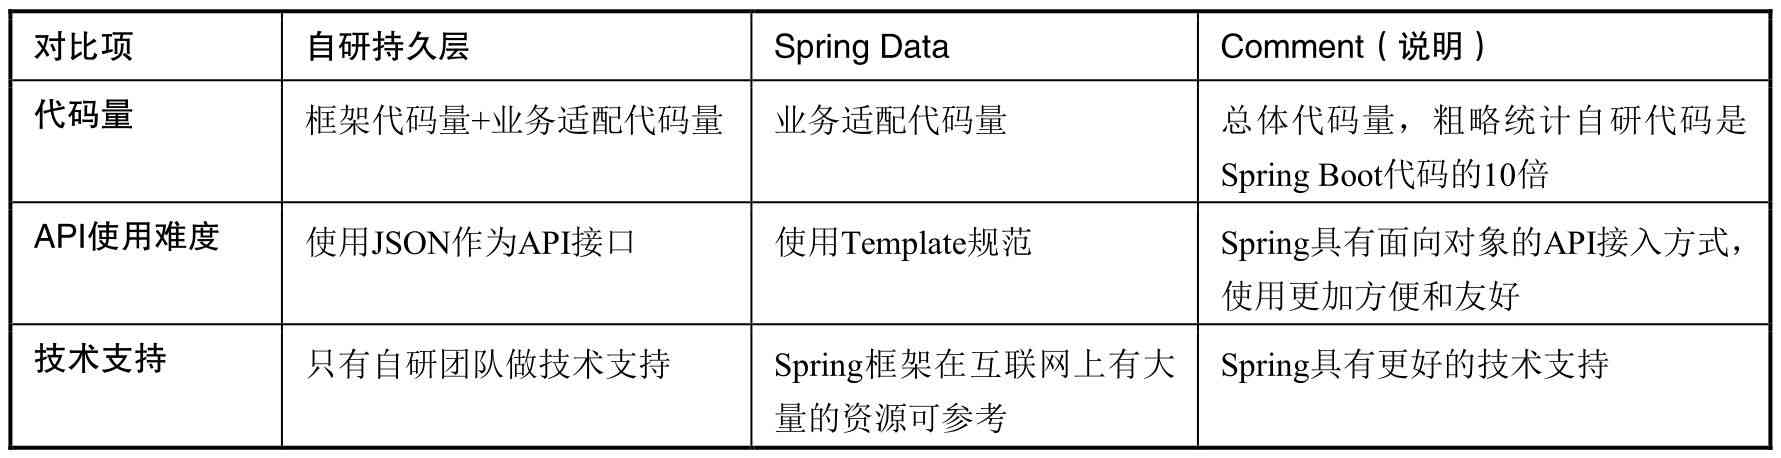 对比项
自研持久层
Spring Data
Comment（说明）
代码量
框架代码量+业务适配代码量
业务适配代码量
总体代码量，粗略统计自研代码是
Spring Boot代码的10倍
API使用难度
使用JSON作为API接口
使用Template规范
Spring具有面向对象的API接入方式，
使用更加方便和友好
技术支持
只有自研团队做技术支持
Spring框架在互联网上有大
量的资源可参考
Spring具有更好的技术支持